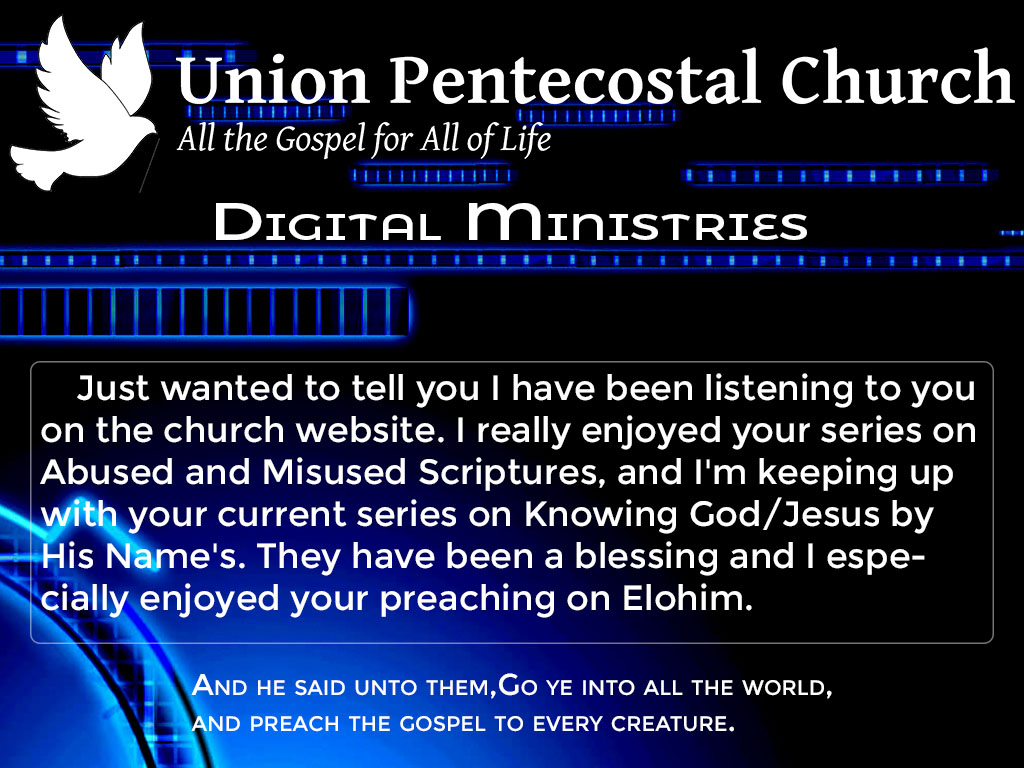 Union Pentecostal Church
All the Gospel for All of Life
Digital Ministries
Just wanted to tell you I have been listening to you
on the church website. I really enjoyed your series on
Abused and Misused Scriptures, and I'm keeping up
with your current series on Knowing God/Jesus by
His Name's. They have been a blessing and I espe-
cially enjoyed your preaching on Elohim.
And he said unto them,Go ye into all the world,
and preach the gospel to every creature.